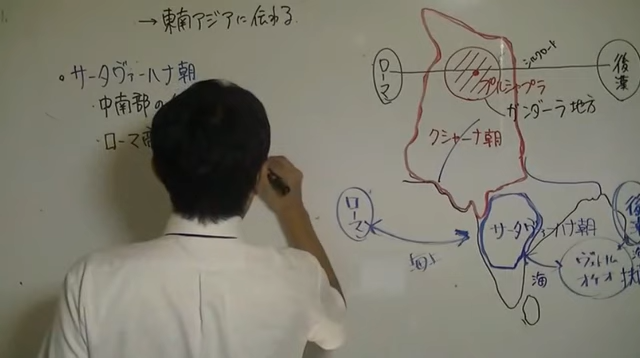 →東南アジアに伝わる
○サータヴァーハナ朝
・中南部の
・ローマ商
ローマ
シルクロード
後漢
プルシャプラ
ガンダーラ地方
クシャーナ朝
ローマ
サータヴァーハナ朝
後漢
海
海